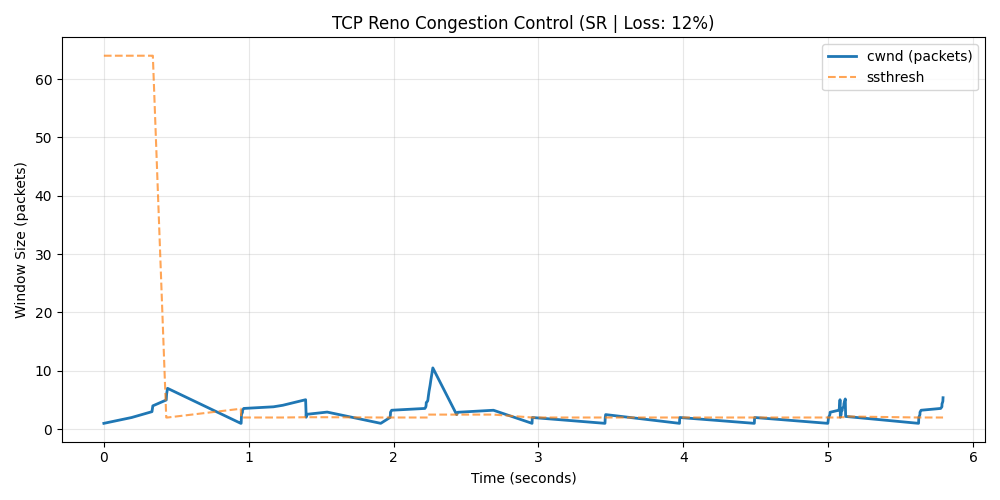 TCP Reno Congestion Control (SR | Loss: 12%)
cwnd (packets)
ssthresh
Window Size (packets)
60
50
40
30
20
10
0
0 1 2 3 4 5 6
Time (seconds)